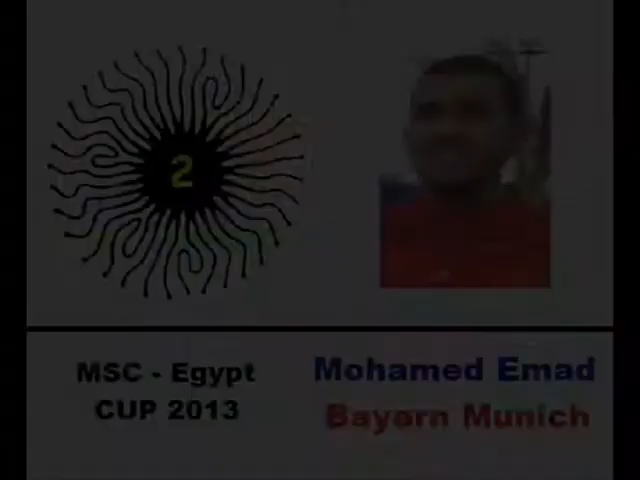 2
MSC - Egypt
CUP 2013
Mohamed Emad
Bayern Munich